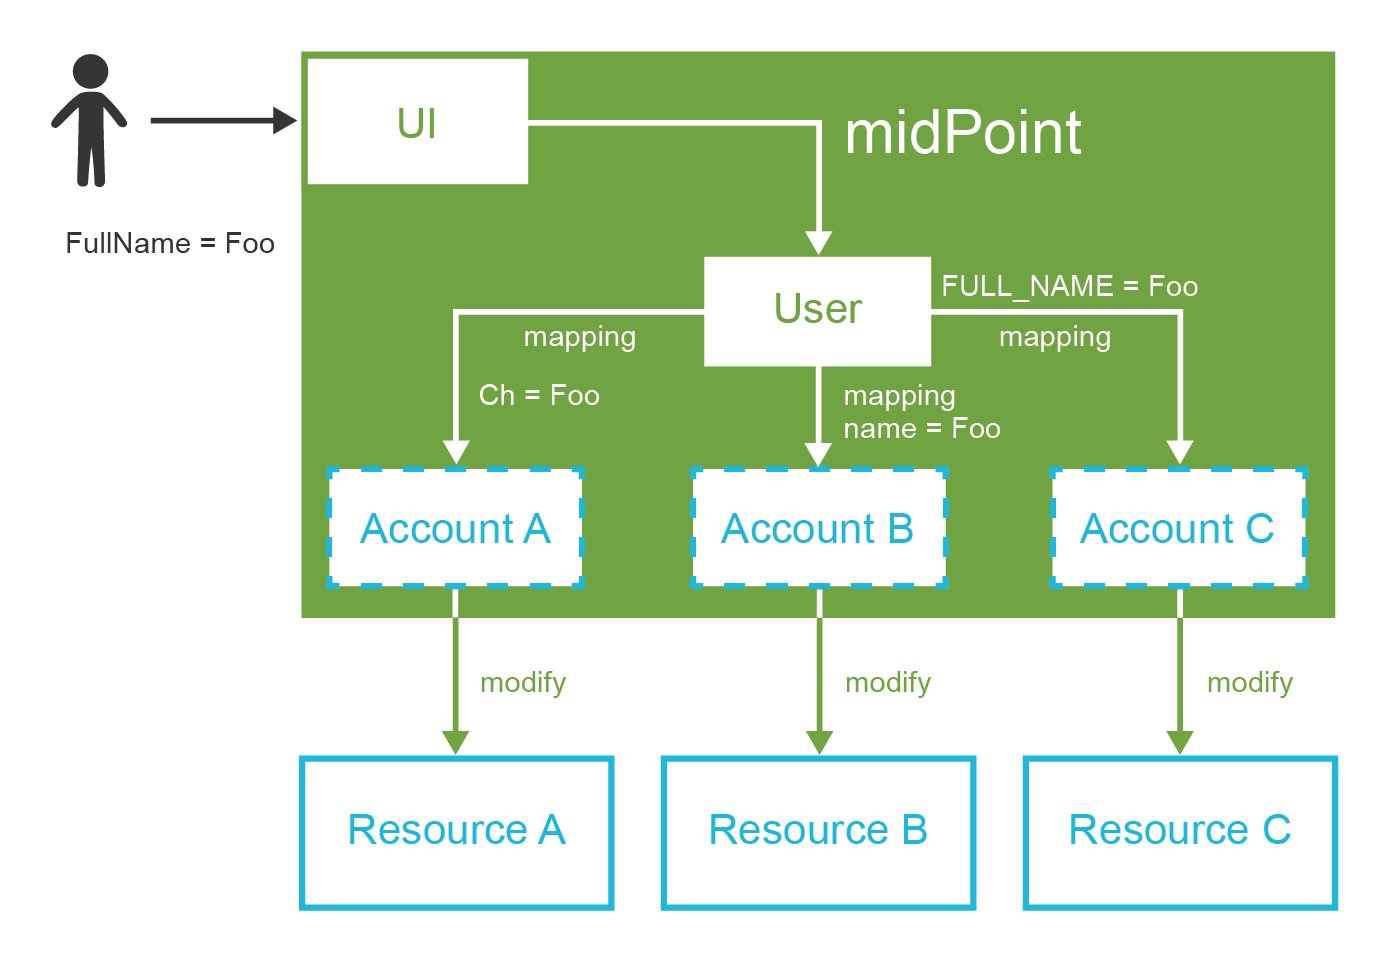 UI
midPoint
FullName = Foo
User
FULL_NAME = Foo
mapping
mapping
Ch = Foo
mapping
name = Foo
Account A
Account B
Account C
modify
modify
modify
Resource A
Resource B
Resource C